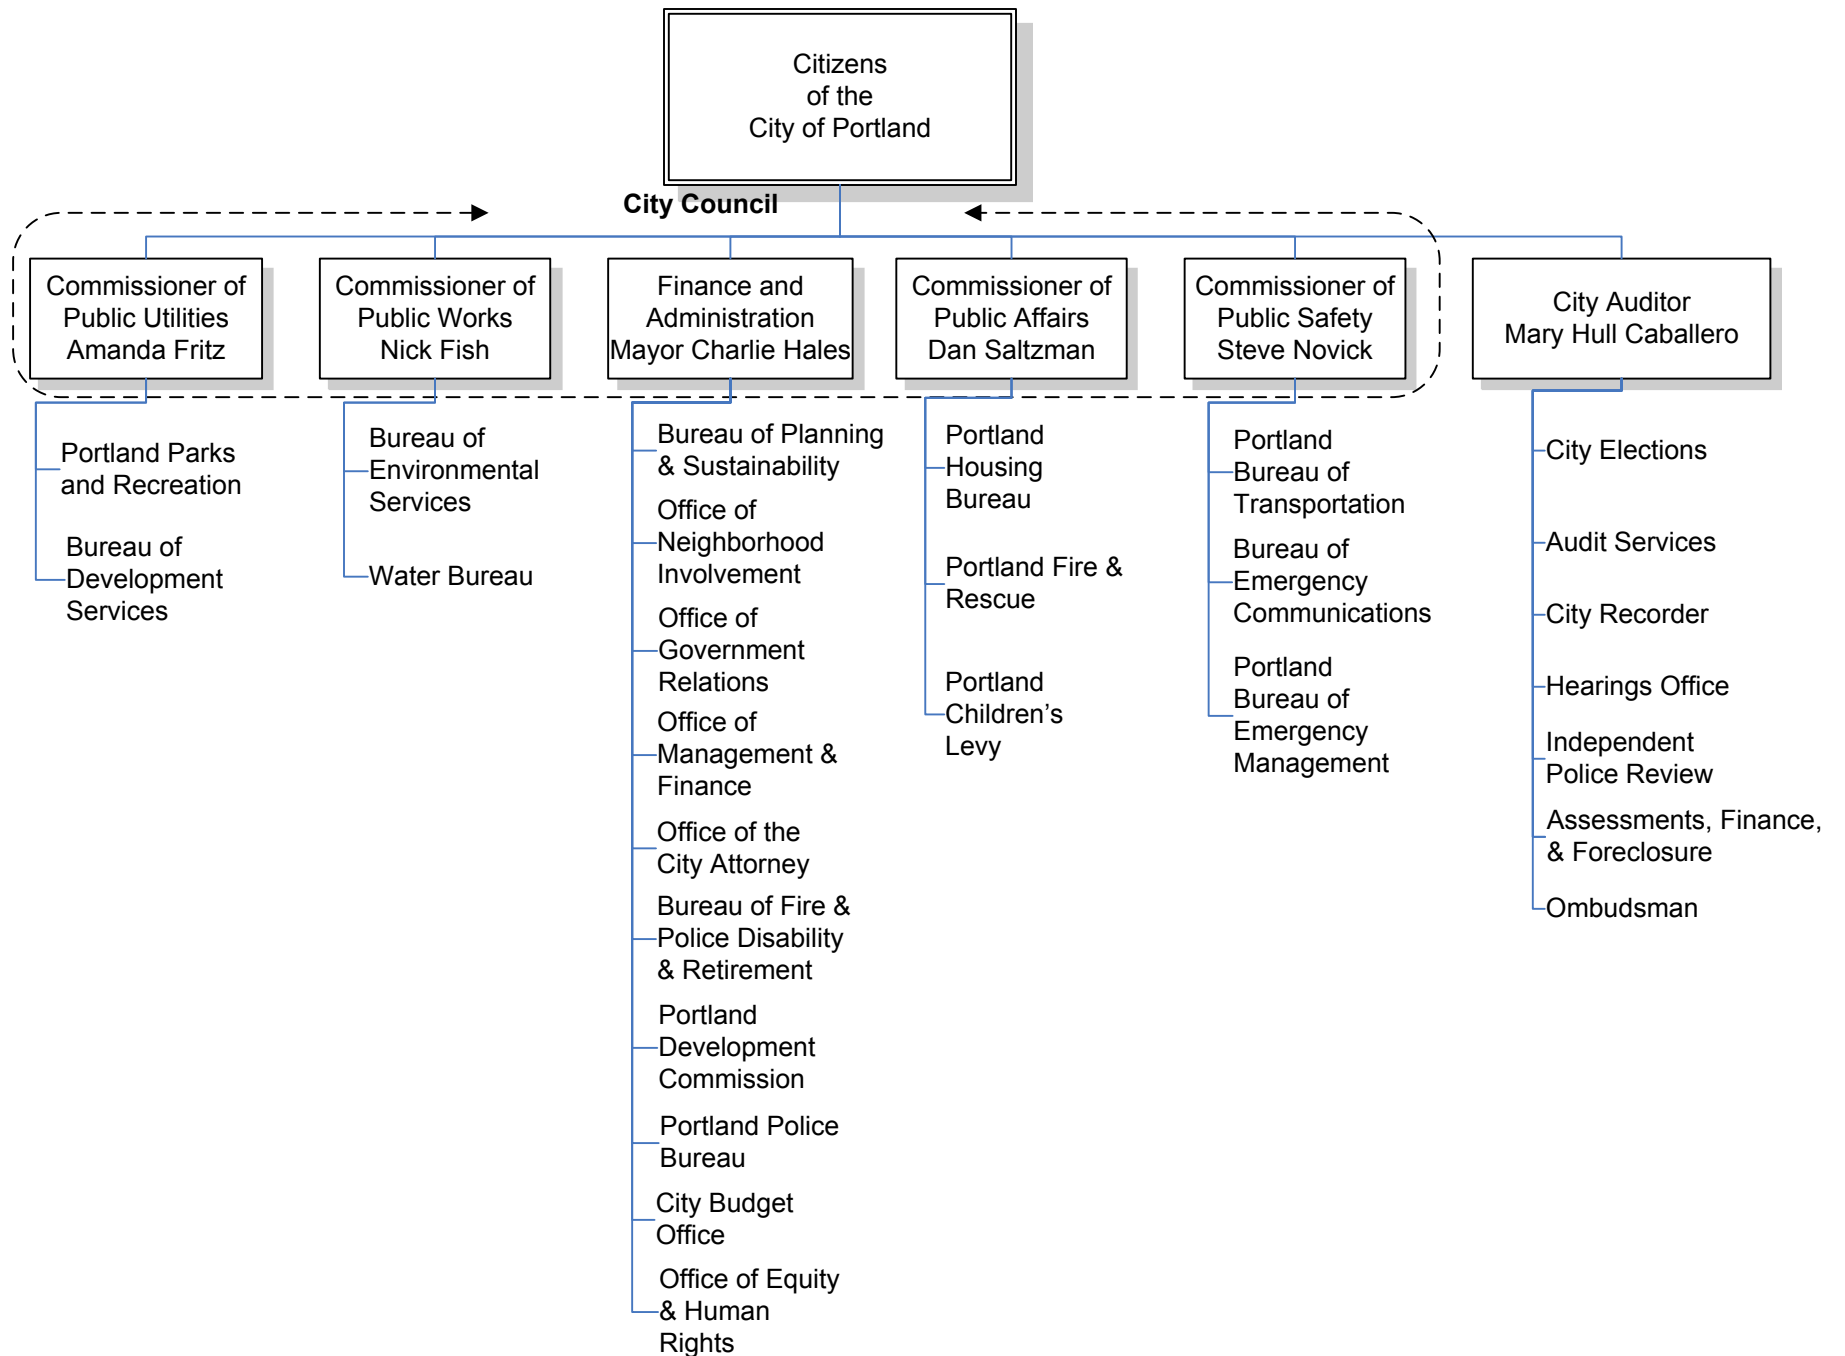 Citizens
of the
City of Portland
City Council
Commissioner of
Public Utilities
Amanda Fritz
Commissioner of
Public Works
Nick Fish
Finance and
Administration
Mayor Charlie Hales
Commissioner of
Public Affairs
Dan Saltzman
Commissioner of
Public Safety
Steve Novick
City Auditor
Mary Hull Caballero
Portland Parks
and Recreation
Bureau of
Development
Services
Bureau of
Environmental
Services
Water Bureau
Bureau of Planning
& Sustainability
Office of
Neighborhood
Involvement
Office of
Government
Relations
Office of
Management &
Finance
Office of the
City Attorney
Bureau of Fire &
Police Disability
& Retirement
Portland
Development
Commission
Portland Police
Bureau
City Budget
Office
Office of Equity
& Human
Rights
Portland
Housing
Bureau
Portland Fire &
Rescue
Portland
Children's
Levy
Portland
Bureau of
Transportation
Bureau of
Emergency
Communications
Portland
Bureau of
Emergency
Management
City Elections
Audit Services
City Recorder
Hearings Office
Independent
Police Review
Assessments, Finance,
& Foreclosure
Ombudsman